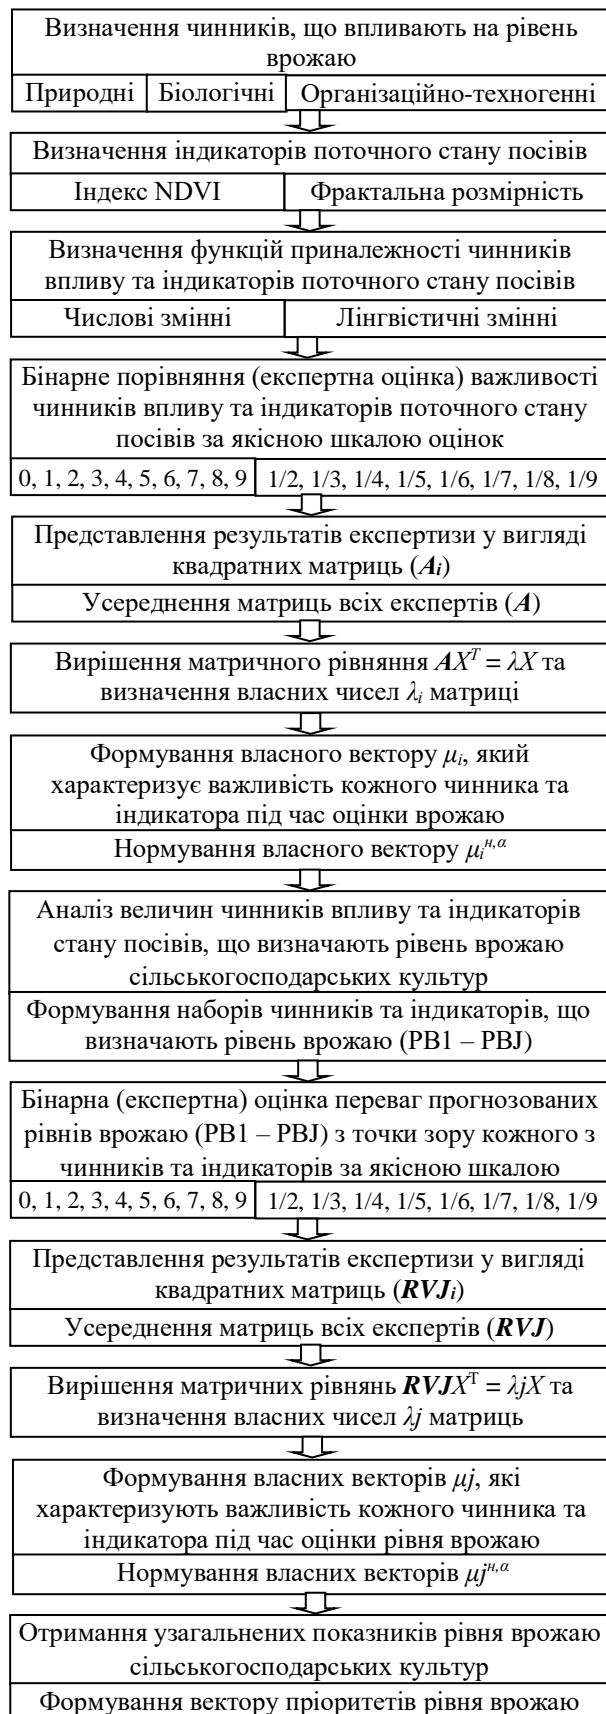 Визначення чинників, що впливають на рівень
врожаю
Природні Біологічні Організаційно-техногенні
Визначення індикаторів поточного стану посівів
Індекс NDVI Фрактальна розмірність
Визначення функцій приналежності чинників
впливу та індикаторів поточного стану посівів
Числові змінні Лінгвістичні змінні
Бінарне порівняння (експертна оцінка) важливості
чинників впливу та індикаторів поточного стану
посівів за якісною шкалою оцінок
0, 1, 2, 3, 4, 5, 6, 7, 8, 9 1/2, 1/3, 1/4, 1/5, 1/6, 1/7, 1/8, 1/9
Представлення результатів експертизи у вигляді
квадратних матриць (Aᵢ)
Усереднення матриць всіх експертів (A)
Вирішення матричного рівняння AXᵀ = λX та
визначення власних чисел λᵢ матриці
Формування власного вектору μᵢ, який
характеризує важливість кожного чинника та
індикатора під час оцінки врожаю
Нормування власного вектору μᵢ^н,α
Аналіз величин чинників впливу та індикаторів
стану посівів, що визначають рівень врожаю
сільськогосподарських культур
Формування наборів чинників та індикаторів, що
визначають рівень врожаю (РВ1 – РВJ)
Бінарна (експертна) оцінка переваг прогнозованих
рівнів врожаю (РВ1 – РВJ) з точки зору кожного з
чинників та індикаторів за якісною шкалою
0, 1, 2, 3, 4, 5, 6, 7, 8, 9 1/2, 1/3, 1/4, 1/5, 1/6, 1/7, 1/8, 1/9
Представлення результатів експертизи у вигляді
квадратних матриць (RVJᵢ)
Усереднення матриць всіх експертів (RVJ)
Вирішення матричних рівнянь RVJXᵀ = λjX та
визначення власних чисел λj матриць
Формування власних векторів μj, які
характеризують важливість кожного чинника та
індикатора під час оцінки рівня врожаю
Нормування власних векторів μj^н,α
Отримання узагальнених показників рівня врожаю
сільськогосподарських культур
Формування вектору пріоритетів рівня врожаю